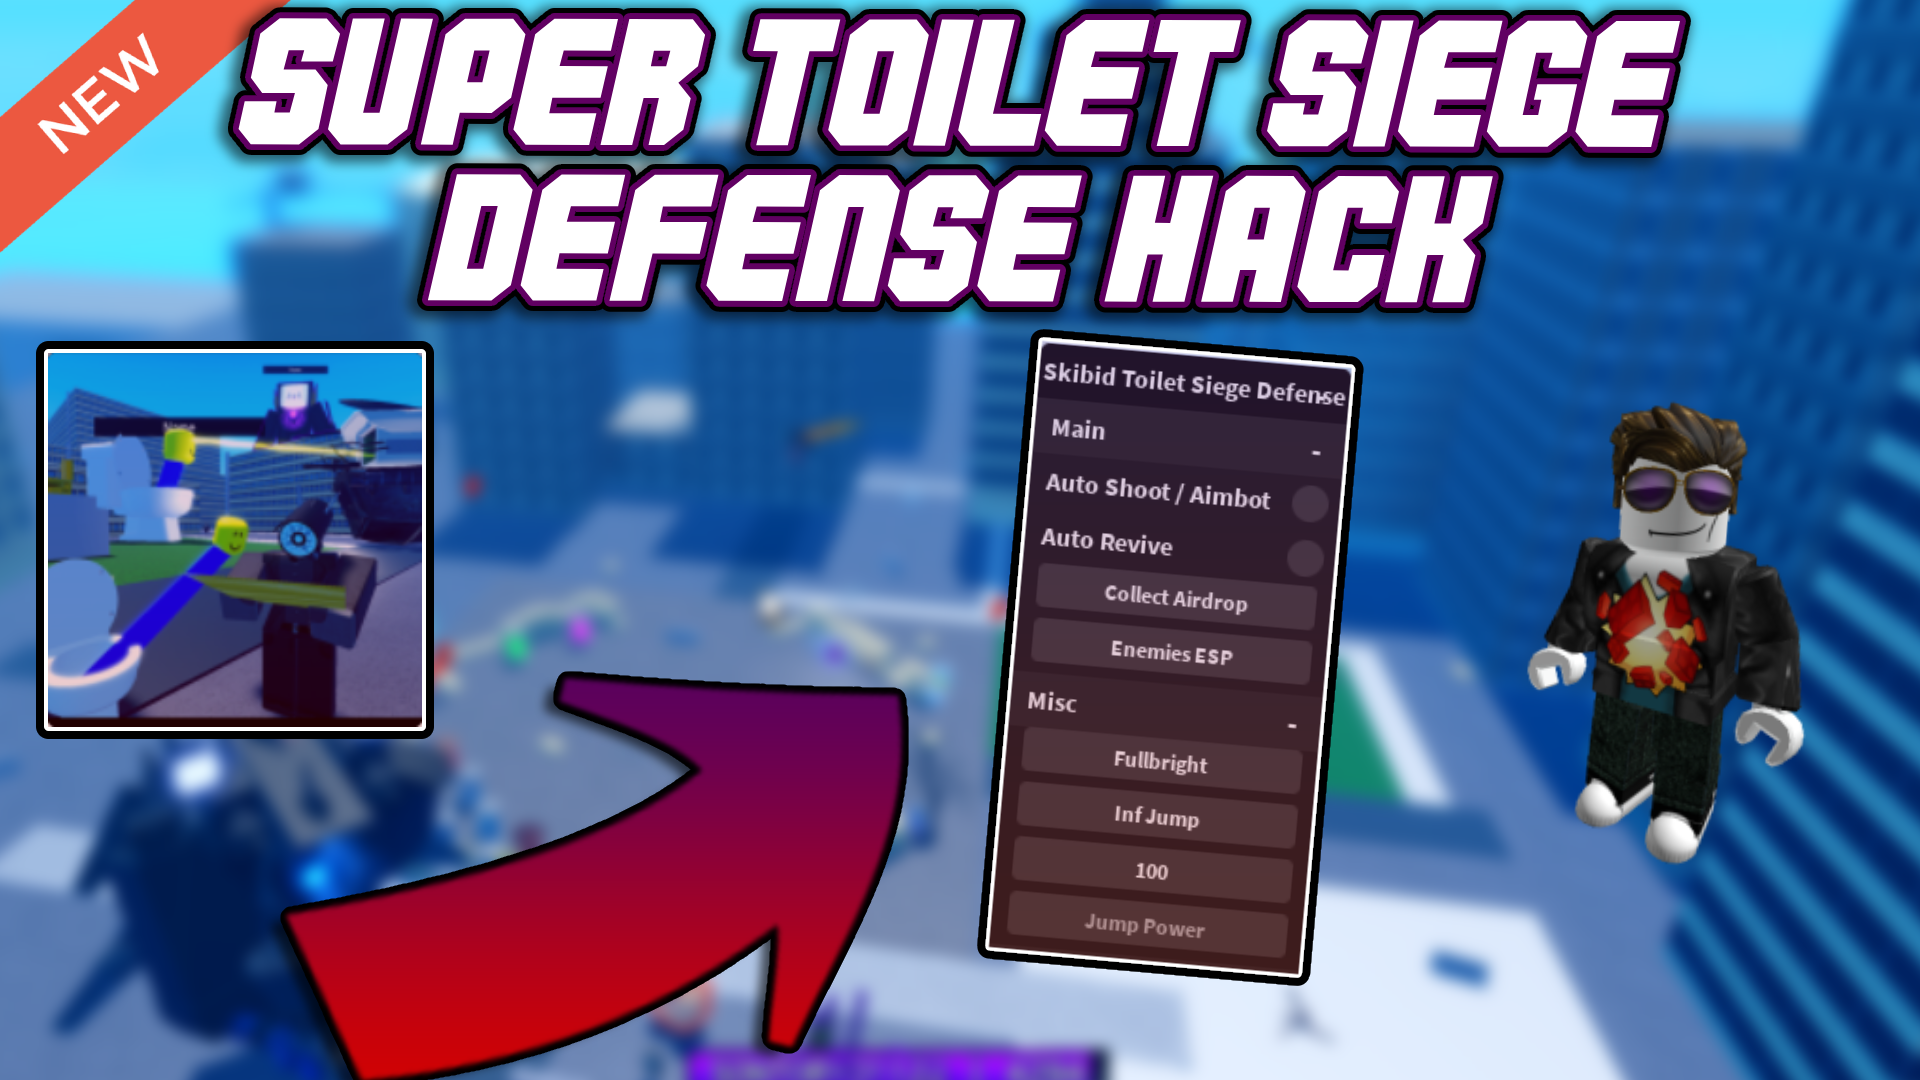 NEW
SUPER TOILET SIEGE
DEFENSE HACK
Skibid Toilet Siege Defense
Main -
Auto Shoot / Aimbot
Auto Revive
Collect Airdrop
Enemies ESP
Misc -
Fullbright
Inf Jump
100
Jump Power